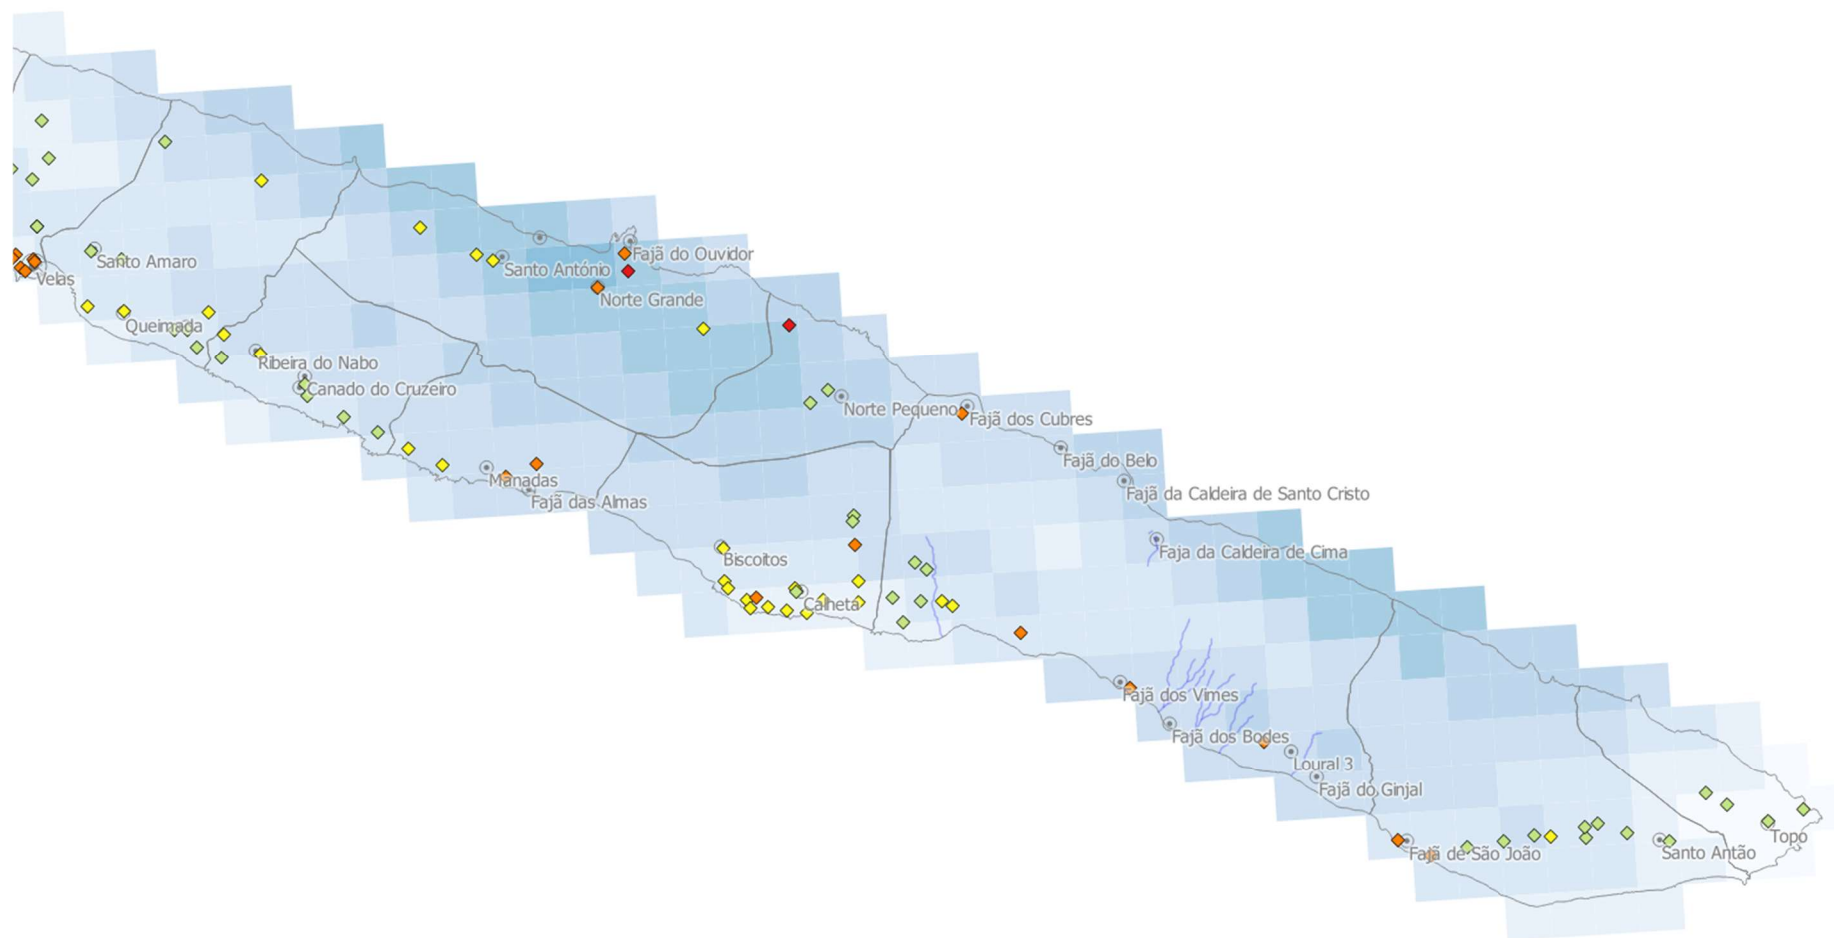 Santo Amaro
Velas
Fajã do Ouvidor
Santo António
Norte Grande
Queimada
Ribeira do Nabo
Canado do Cruzeiro
Norte Pequeno
Fajã dos Cubres
Fajã do Belo
Manadas
Fajã das Almas
Fajã da Caldeira de Santo Cristo
Faja da Caldeira de Cima
Biscoitos
Calheta
Fajã dos Vimes
Fajã dos Bodes
Loural 3
Fajã do Ginjal
Fajã de São João
Santo Antão
Topo